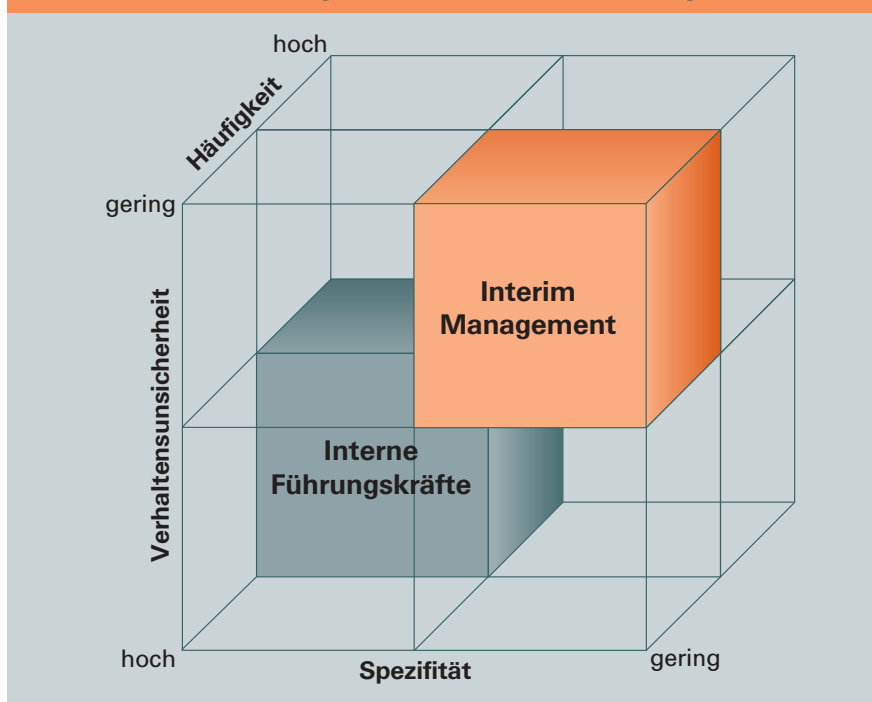 hoch
Häufigkeit
gering
Interim
Management
Verhaltensunsicherheit
Interne
Führungskräfte
hoch
Spezifität
gering